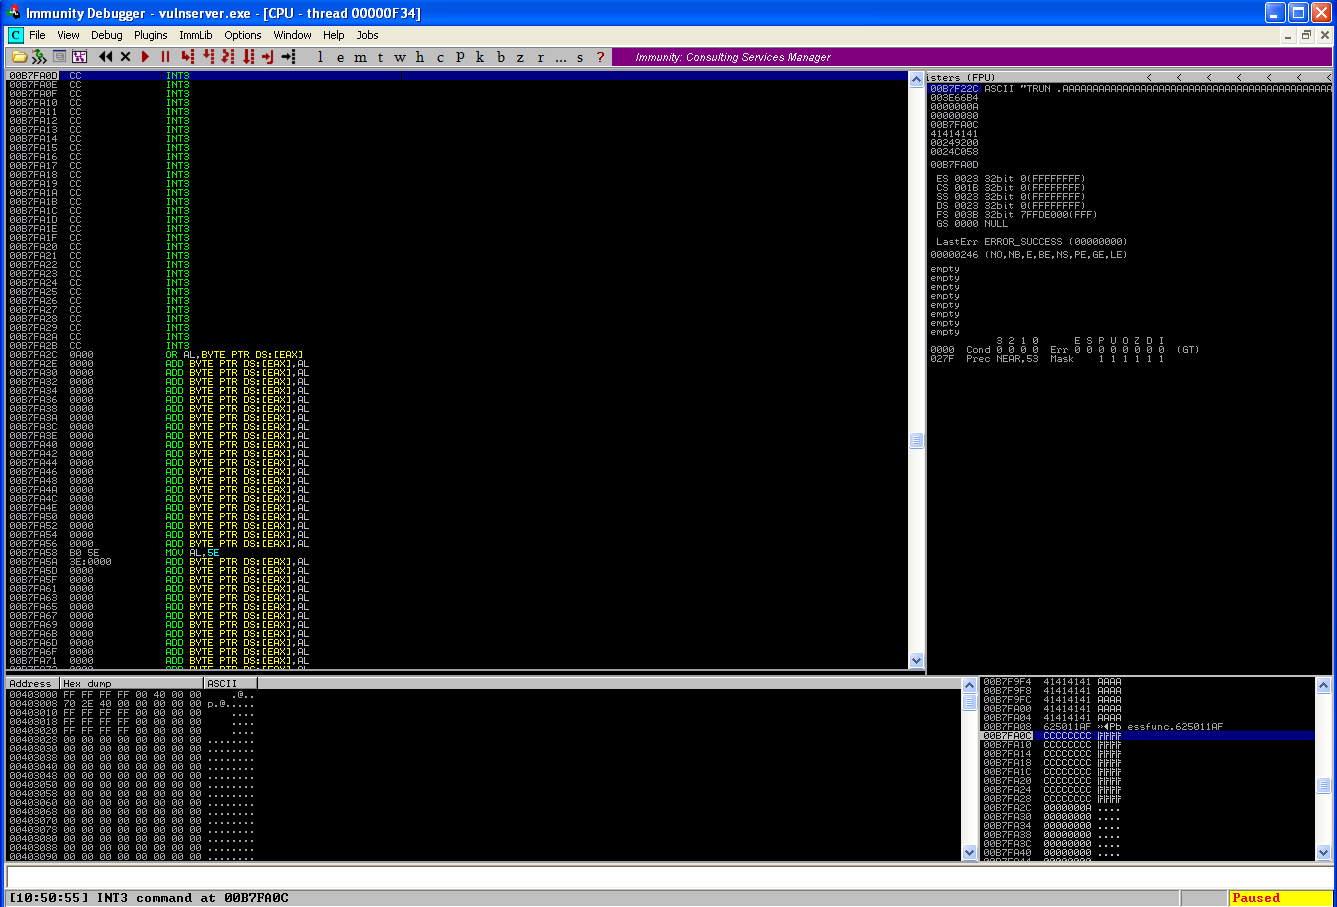 Immunity Debugger - vulnserver.exe - [CPU - thread 00000F34]
C File View Debug Plugins ImmLib Options Window Help Jobs
l e m t w h c P k b z r ... s ? Immunity: Consulting Services Manager
00B7FA0D CC INT3
00B7FA0E CC INT3
00B7FA0F CC INT3
00B7FA10 CC INT3
00B7FA11 CC INT3
00B7FA12 CC INT3
00B7FA13 CC INT3
00B7FA14 CC INT3
00B7FA15 CC INT3
00B7FA16 CC INT3
00B7FA17 CC INT3
00B7FA18 CC INT3
00B7FA19 CC INT3
00B7FA1A CC INT3
00B7FA1B CC INT3
00B7FA1C CC INT3
00B7FA1D CC INT3
00B7FA1E CC INT3
00B7FA1F CC INT3
00B7FA20 CC INT3
00B7FA21 CC INT3
00B7FA22 CC INT3
00B7FA23 CC INT3
00B7FA24 CC INT3
00B7FA25 CC INT3
00B7FA26 CC INT3
00B7FA27 CC INT3
00B7FA28 CC INT3
00B7FA29 CC INT3
00B7FA2A CC INT3
00B7FA2B CC INT3
00B7FA2C 0A00 OR AL,BYTE PTR DS:[EAX]
00B7FA2E 0000 ADD BYTE PTR DS:[EAX],AL
00B7FA30 0000 ADD BYTE PTR DS:[EAX],AL
00B7FA32 0000 ADD BYTE PTR DS:[EAX],AL
00B7FA34 0000 ADD BYTE PTR DS:[EAX],AL
00B7FA36 0000 ADD BYTE PTR DS:[EAX],AL
00B7FA38 0000 ADD BYTE PTR DS:[EAX],AL
00B7FA3A 0000 ADD BYTE PTR DS:[EAX],AL
00B7FA3C 0000 ADD BYTE PTR DS:[EAX],AL
00B7FA3E 0000 ADD BYTE PTR DS:[EAX],AL
00B7FA40 0000 ADD BYTE PTR DS:[EAX],AL
00B7FA42 0000 ADD BYTE PTR DS:[EAX],AL
00B7FA44 0000 ADD BYTE PTR DS:[EAX],AL
00B7FA46 0000 ADD BYTE PTR DS:[EAX],AL
00B7FA48 0000 ADD BYTE PTR DS:[EAX],AL
00B7FA4A 0000 ADD BYTE PTR DS:[EAX],AL
00B7FA4C 0000 ADD BYTE PTR DS:[EAX],AL
00B7FA4E 0000 ADD BYTE PTR DS:[EAX],AL
00B7FA50 0000 ADD BYTE PTR DS:[EAX],AL
00B7FA52 0000 ADD BYTE PTR DS:[EAX],AL
00B7FA54 0000 ADD BYTE PTR DS:[EAX],AL
00B7FA56 0000 ADD BYTE PTR DS:[EAX],AL
00B7FA58 B0 5E MOV AL,5E
00B7FA5A 3E:0000 ADD BYTE PTR DS:[EAX],AL
00B7FA5D 0000 ADD BYTE PTR DS:[EAX],AL
00B7FA5F 0000 ADD BYTE PTR DS:[EAX],AL
00B7FA61 0000 ADD BYTE PTR DS:[EAX],AL
00B7FA63 0000 ADD BYTE PTR DS:[EAX],AL
00B7FA65 0000 ADD BYTE PTR DS:[EAX],AL
00B7FA67 0000 ADD BYTE PTR DS:[EAX],AL
00B7FA69 0000 ADD BYTE PTR DS:[EAX],AL
00B7FA6B 0000 ADD BYTE PTR DS:[EAX],AL
00B7FA6D 0000 ADD BYTE PTR DS:[EAX],AL
00B7FA6F 0000 ADD BYTE PTR DS:[EAX],AL
00B7FA71 0000 ADD BYTE PTR DS:[EAX],AL
isters (FPU) < < < < < < <
00B7F22C ASCII "TRUN .AAAAAAAAAAAAAAAAAAAAAAAAAAAAAAAAAAAAAAAAAAAAA
003E66B4
0000000A
00000080
00B7FA0C
41414141
00249200
0024C058
00B7FA0D
ES 0023 32bit 0(FFFFFFFF)
CS 001B 32bit 0(FFFFFFFF)
SS 0023 32bit 0(FFFFFFFF)
DS 0023 32bit 0(FFFFFFFF)
FS 003B 32bit 7FFDE000(FFF)
GS 0000 NULL
LastErr ERROR_SUCCESS (00000000)
00000246 (NO,NB,E,BE,NS,PE,GE,LE)
empty
empty
empty
empty
empty
empty
empty
empty
3 2 1 0 E S P U O Z D I
0000 Cond 0 0 0 0 Err 0 0 0 0 0 0 0 0 (GT)
027F Prec NEAR,53 Mask 1 1 1 1 1 1
Address Hex dump ASCII
00403000 FF FF FF FF 00 40 00 00 .@..
00403008 70 2E 40 00 00 00 00 00 p.@.....
00403010 FF FF FF FF 00 00 00 00 ....
00403018 FF FF FF FF 00 00 00 00 ....
00403020 FF FF FF FF 00 00 00 00 ....
00403028 00 00 00 00 00 00 00 00 ........
00403030 00 00 00 00 00 00 00 00 ........
00403038 00 00 00 00 00 00 00 00 ........
00403040 00 00 00 00 00 00 00 00 ........
00403048 00 00 00 00 00 00 00 00 ........
00403050 00 00 00 00 00 00 00 00 ........
00403058 00 00 00 00 00 00 00 00 ........
00403060 00 00 00 00 00 00 00 00 ........
00403068 00 00 00 00 00 00 00 00 ........
00403070 00 00 00 00 00 00 00 00 ........
00403078 00 00 00 00 00 00 00 00 ........
00403080 00 00 00 00 00 00 00 00 ........
00403088 00 00 00 00 00 00 00 00 ........
00403090 00 00 00 00 00 00 00 00 ........
00B7F9F4 41414141 AAAA
00B7F9F8 41414141 AAAA
00B7F9FC 41414141 AAAA
00B7FA00 41414141 AAAA
00B7FA04 41414141 AAAA
00B7FA08 625011AF »◄Pb essfunc.625011AF
00B7FA0C CCCCCCCC ╠╠╠╠
00B7FA10 CCCCCCCC ╠╠╠╠
00B7FA14 CCCCCCCC ╠╠╠╠
00B7FA18 CCCCCCCC ╠╠╠╠
00B7FA1C CCCCCCCC ╠╠╠╠
00B7FA20 CCCCCCCC ╠╠╠╠
00B7FA24 CCCCCCCC ╠╠╠╠
00B7FA28 CCCCCCCC ╠╠╠╠
00B7FA2C 0000000A ....
00B7FA30 00000000 ....
00B7FA34 00000000 ....
00B7FA38 00000000 ....
00B7FA3C 00000000 ....
00B7FA40 00000000 ....
[10:50:55] INT3 command at 00B7FA0C
Paused